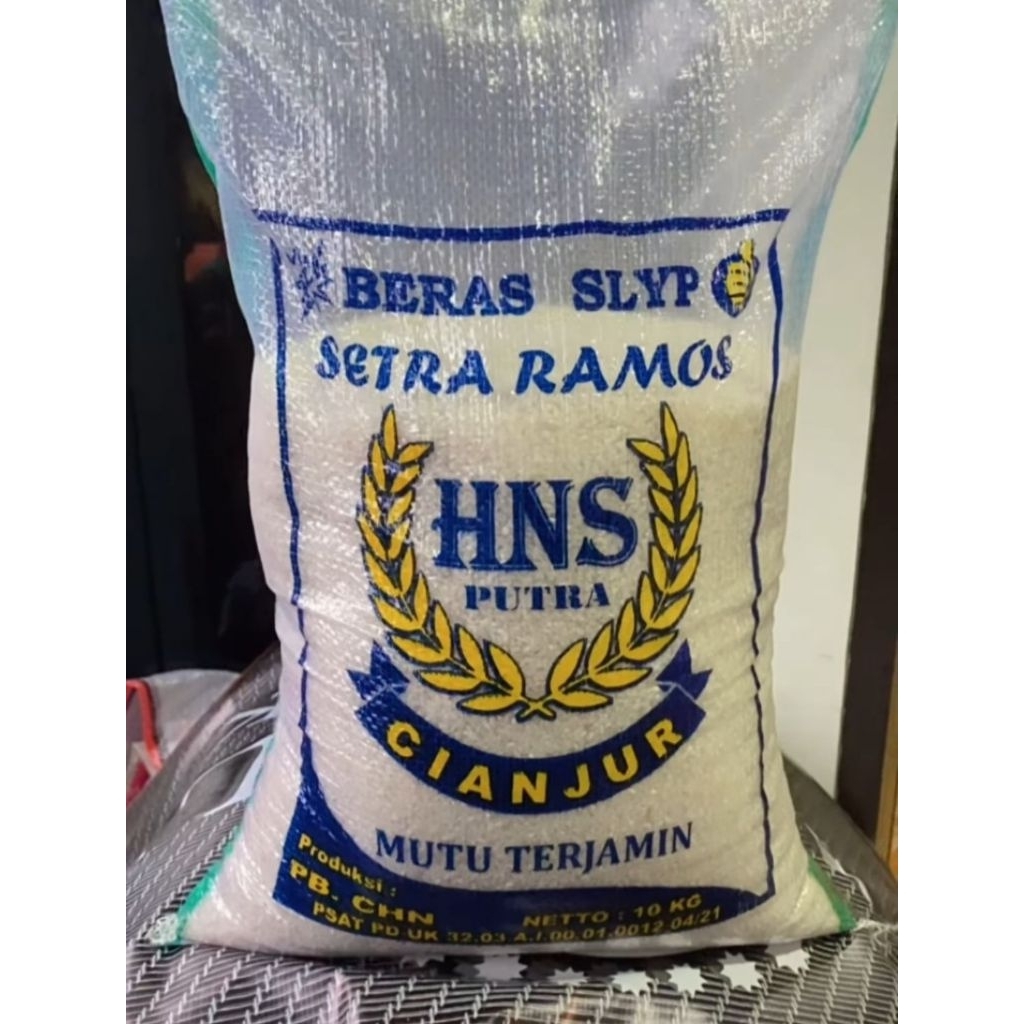 BERAS SLYP
SETRA RAMOS
HNS
PUTRA
CIANJUR
MUTU TERJAMIN
Produksi :
PB. CHN
NETTO : 10 KG
PSAT PD UK 32.03 A.I.00.01.0012 04/21